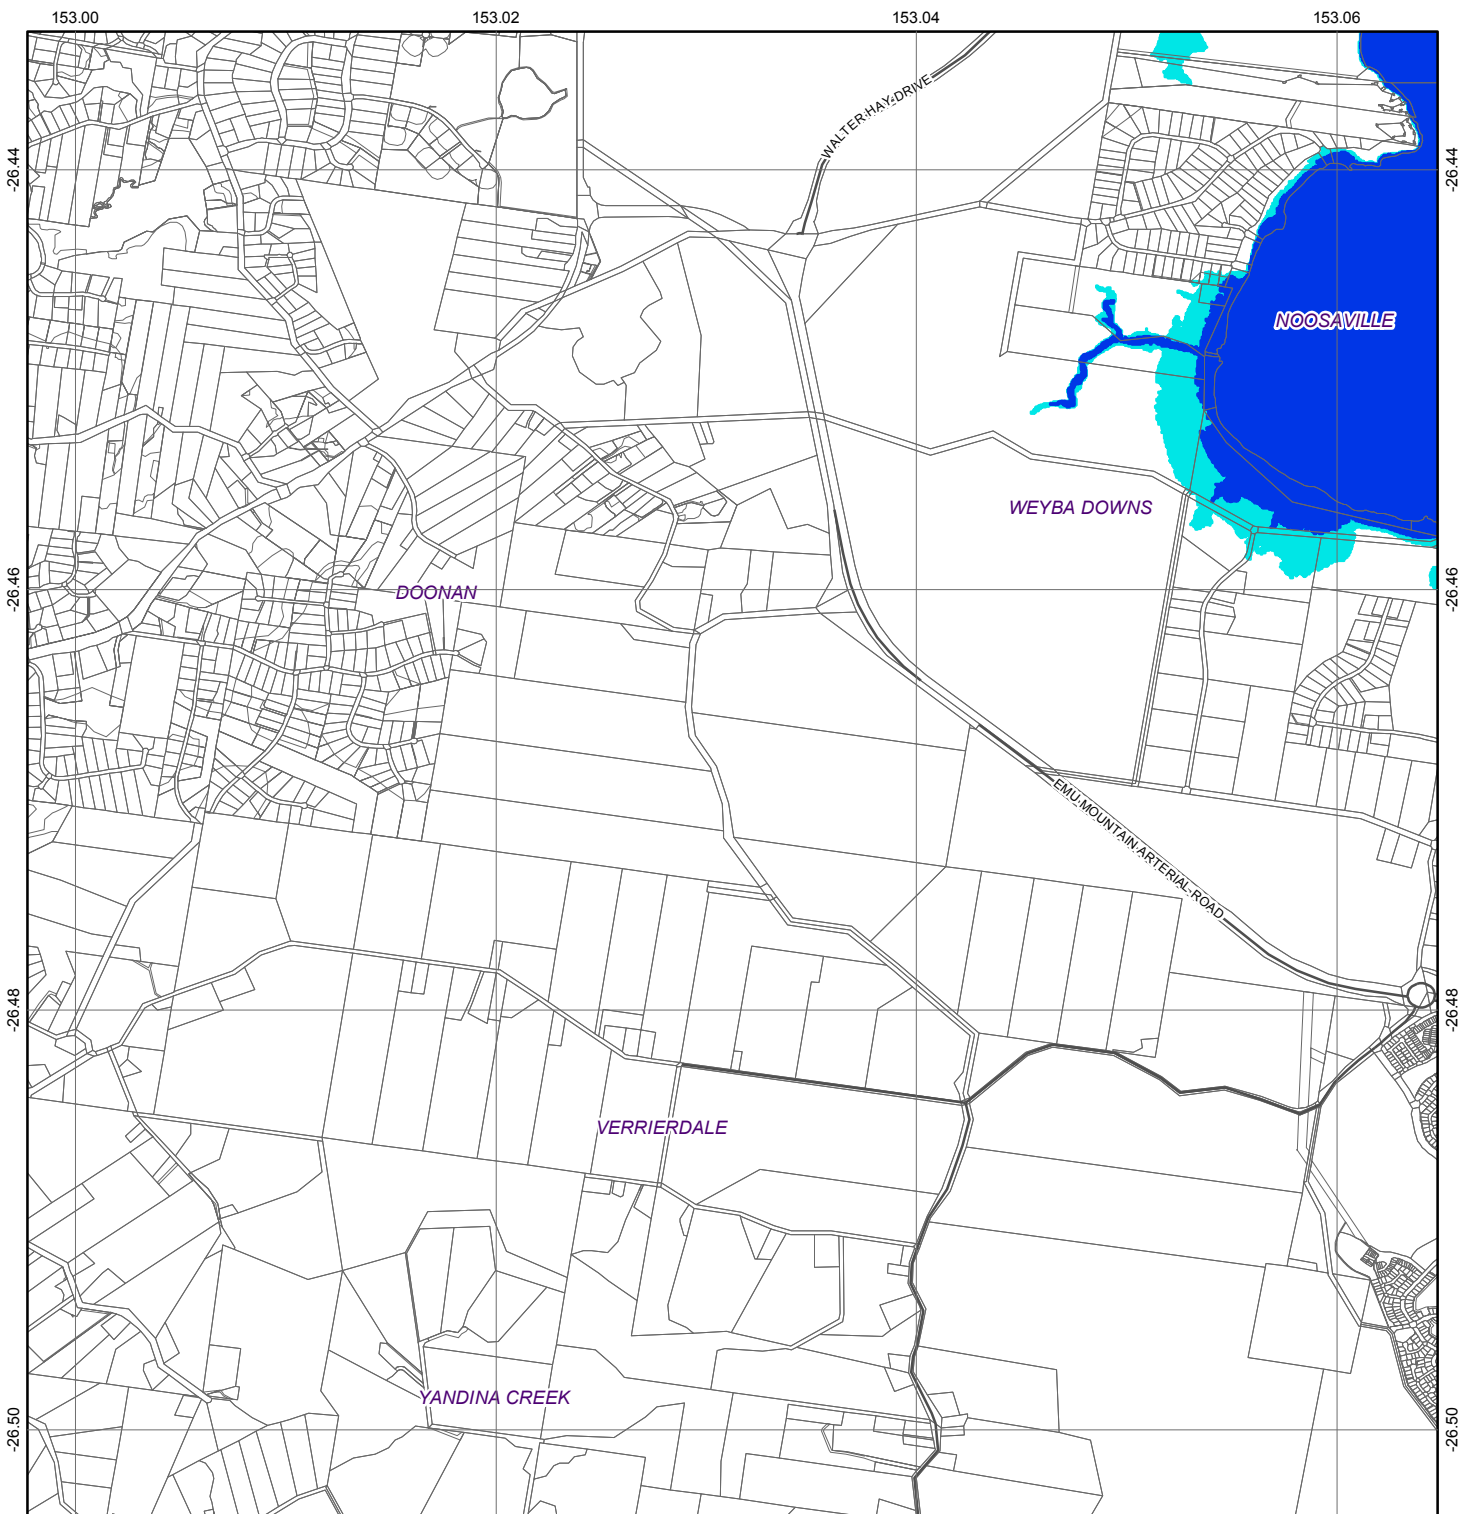 153.00
153.02
153.04
153.06
WALTER HAY DRIVE
-26.44
-26.44
NOOSAVILLE
WEYBA DOWNS
-26.46
DOONAN
-26.46
EMU MOUNTAIN ARTERIAL ROAD
-26.48
-26.48
VERRIERDALE
YANDINA CREEK
-26.50
-26.50